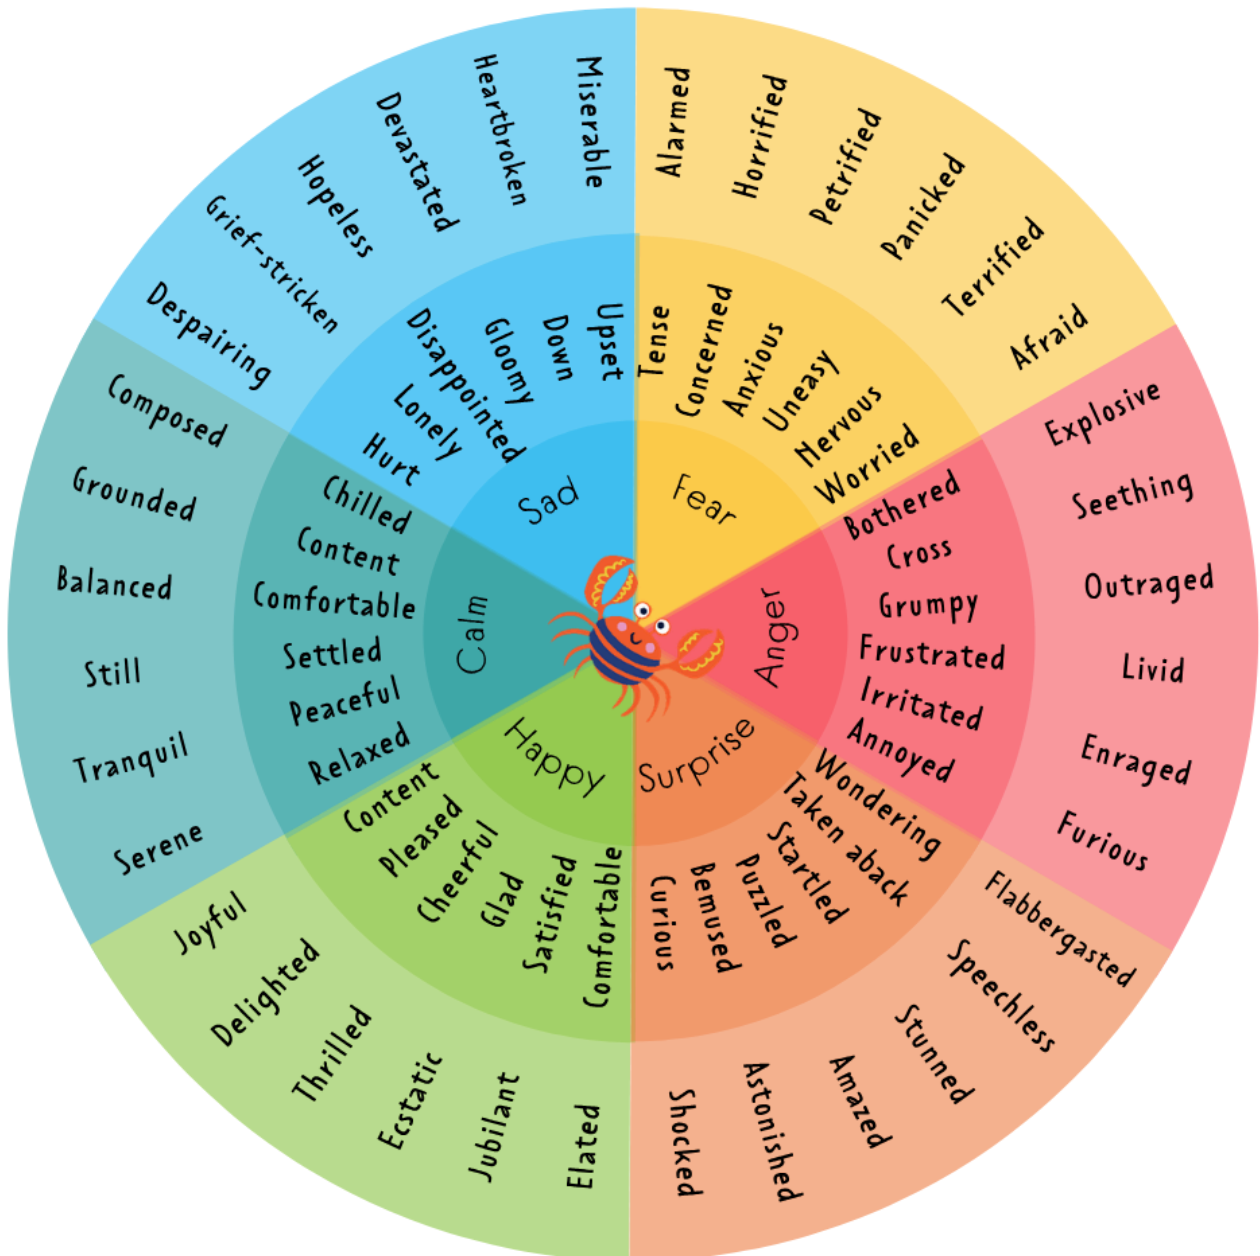 Sad
Upset
Down
Gloomy
Disappointed
Lonely
Hurt
Miserable
Heartbroken
Devastated
Hopeless
Grief-stricken
Despairing
Fear
Tense
Concerned
Anxious
Uneasy
Nervous
Worried
Alarmed
Horrified
Petrified
Panicked
Terrified
Afraid
Anger
Bothered
Cross
Grumpy
Frustrated
Irritated
Annoyed
Explosive
Seething
Outraged
Livid
Enraged
Furious
Surprise
Wondering
Taken aback
Startled
Puzzled
Bemused
Curious
Flabbergasted
Speechless
Stunned
Amazed
Astonished
Shocked
Happy
Content
Pleased
Cheerful
Glad
Satisfied
Comfortable
Joyful
Delighted
Thrilled
Ecstatic
Jubilant
Elated
Calm
Chilled
Content
Comfortable
Settled
Peaceful
Relaxed
Composed
Grounded
Balanced
Still
Tranquil
Serene